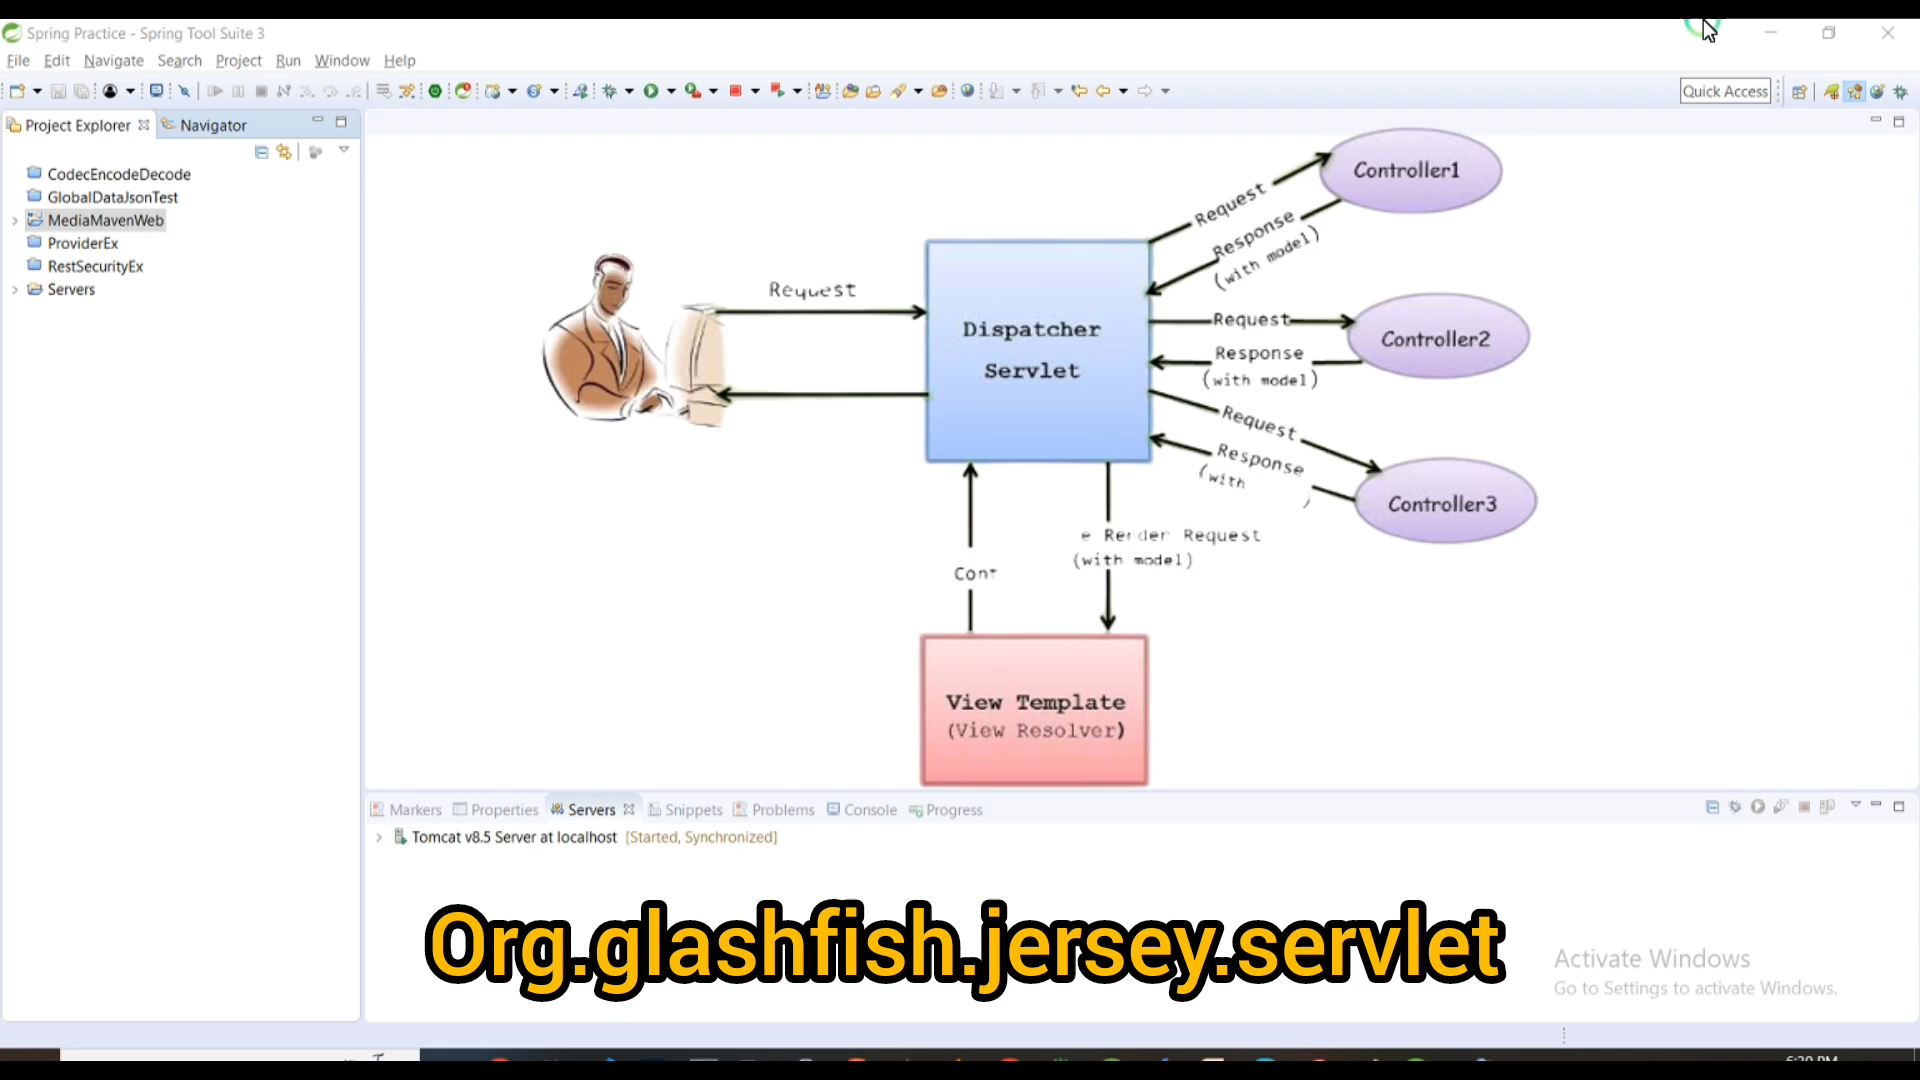 Spring Practice - Spring Tool Suite 3
File Edit Navigate Search Project Run Window Help
Quick Access
Project Explorer Navigator
CodecEncodeDecode
GlobalDataJsonTest
MediaMavenWeb
ProviderEx
RestSecurityEx
Servers
Request
Dispatcher
Servlet
Request
Response
(with model)
Controller1
Request
Response
(with model)
Controller2
Request
Response
(with )
Controller3
e Render Request
(with model)
Cont
View Template
(View Resolver)
Markers Properties Servers Snippets Problems Console Progress
Tomcat v8.5 Server at localhost [Started, Synchronized]
Org.glashfish.jersey.servlet
Activate Windows
Go to Settings to activate Windows.